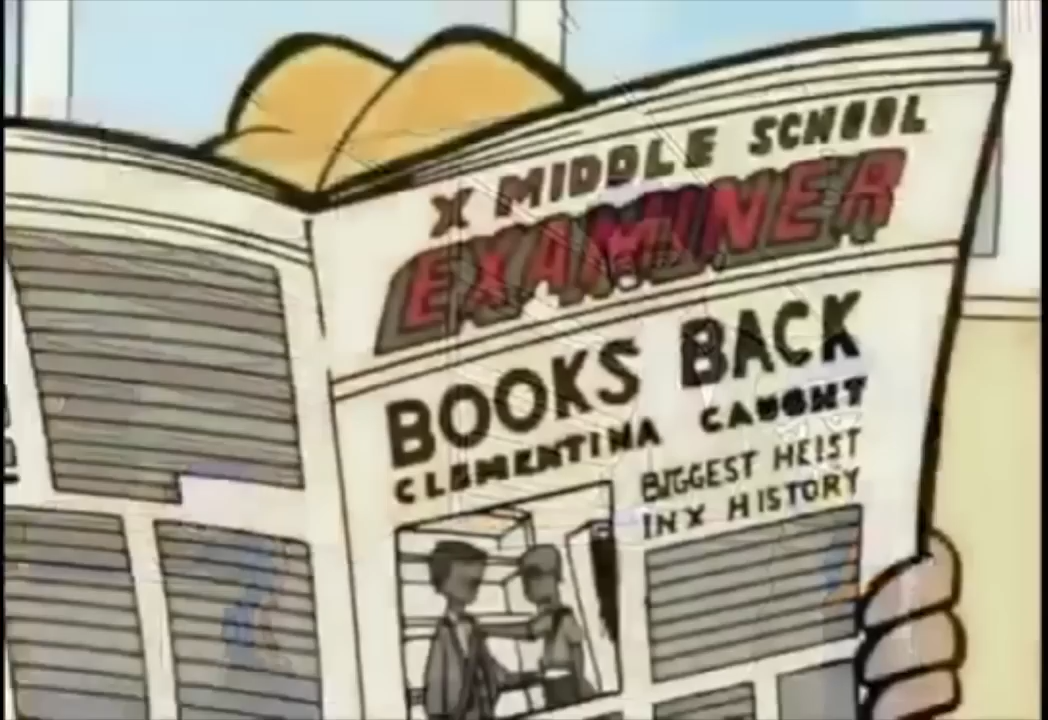 X MIDDLE SCHOOL
EXAMINER
BOOKS BACK
CLEMENTINA CAUGHT
BIGGEST HEIST
IN X HISTORY